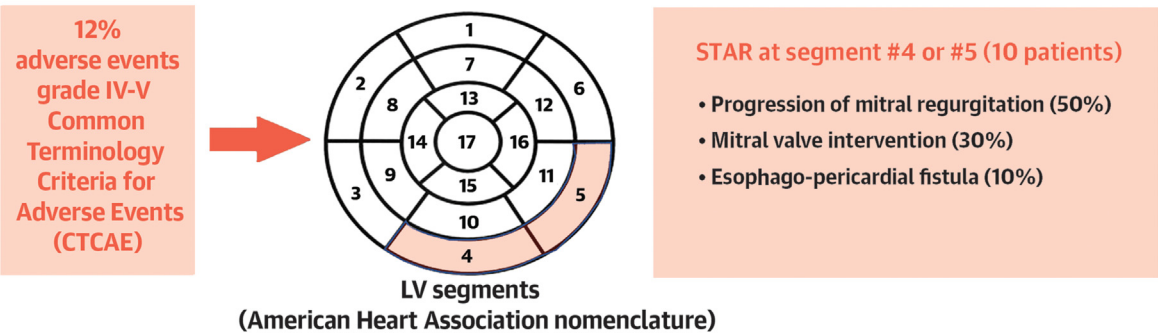 12%
adverse events
grade IV-V
Common
Terminology
Criteria for
Adverse Events
(CTCAE)
1
2
7
6
8
13
12
14
17
16
9
15
11
3
5
10
4
LV segments
(American Heart Association nomenclature)
STAR at segment #4 or #5 (10 patients)
• Progression of mitral regurgitation (50%)
• Mitral valve intervention (30%)
• Esophago-pericardial fistula (10%)